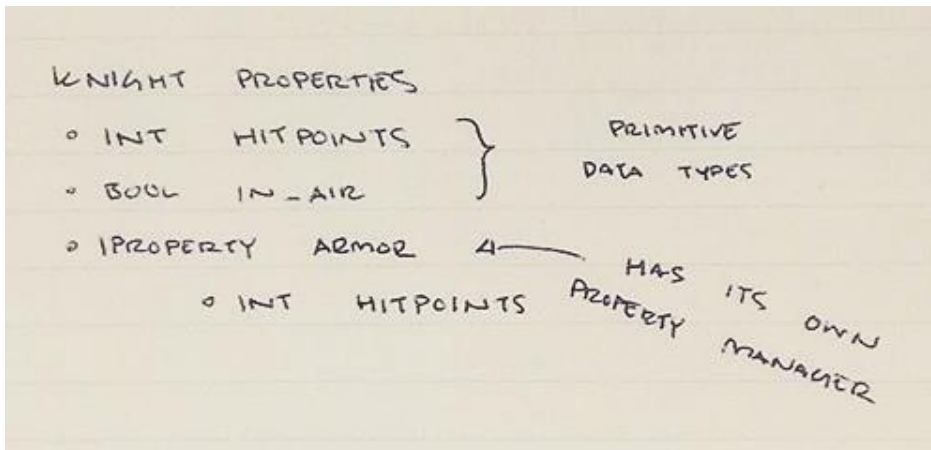 KNIGHT PROPERTIES
◦ INT HITPOINTS
◦ BOOL IN_AIR
PRIMITIVE
DATA TYPES
◦ IPROPERTY ARMOR
◦ INT HITPOINTS
HAS ITS OWN
PROPERTY MANAGER